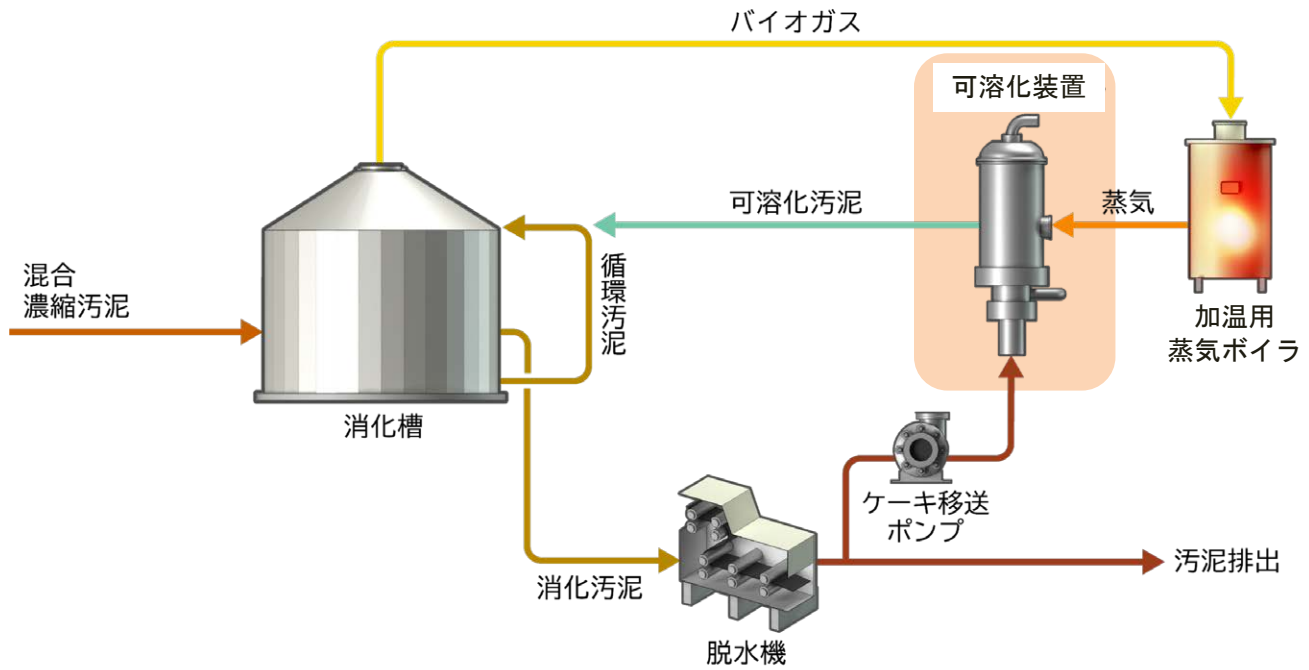 バイオガス
可溶化装置
可溶化汚泥
蒸気
混合
濃縮汚泥
循環汚泥
加温用
蒸気ボイラ
消化槽
ケーキ移送
ポンプ
汚泥排出
消化汚泥
脱水機